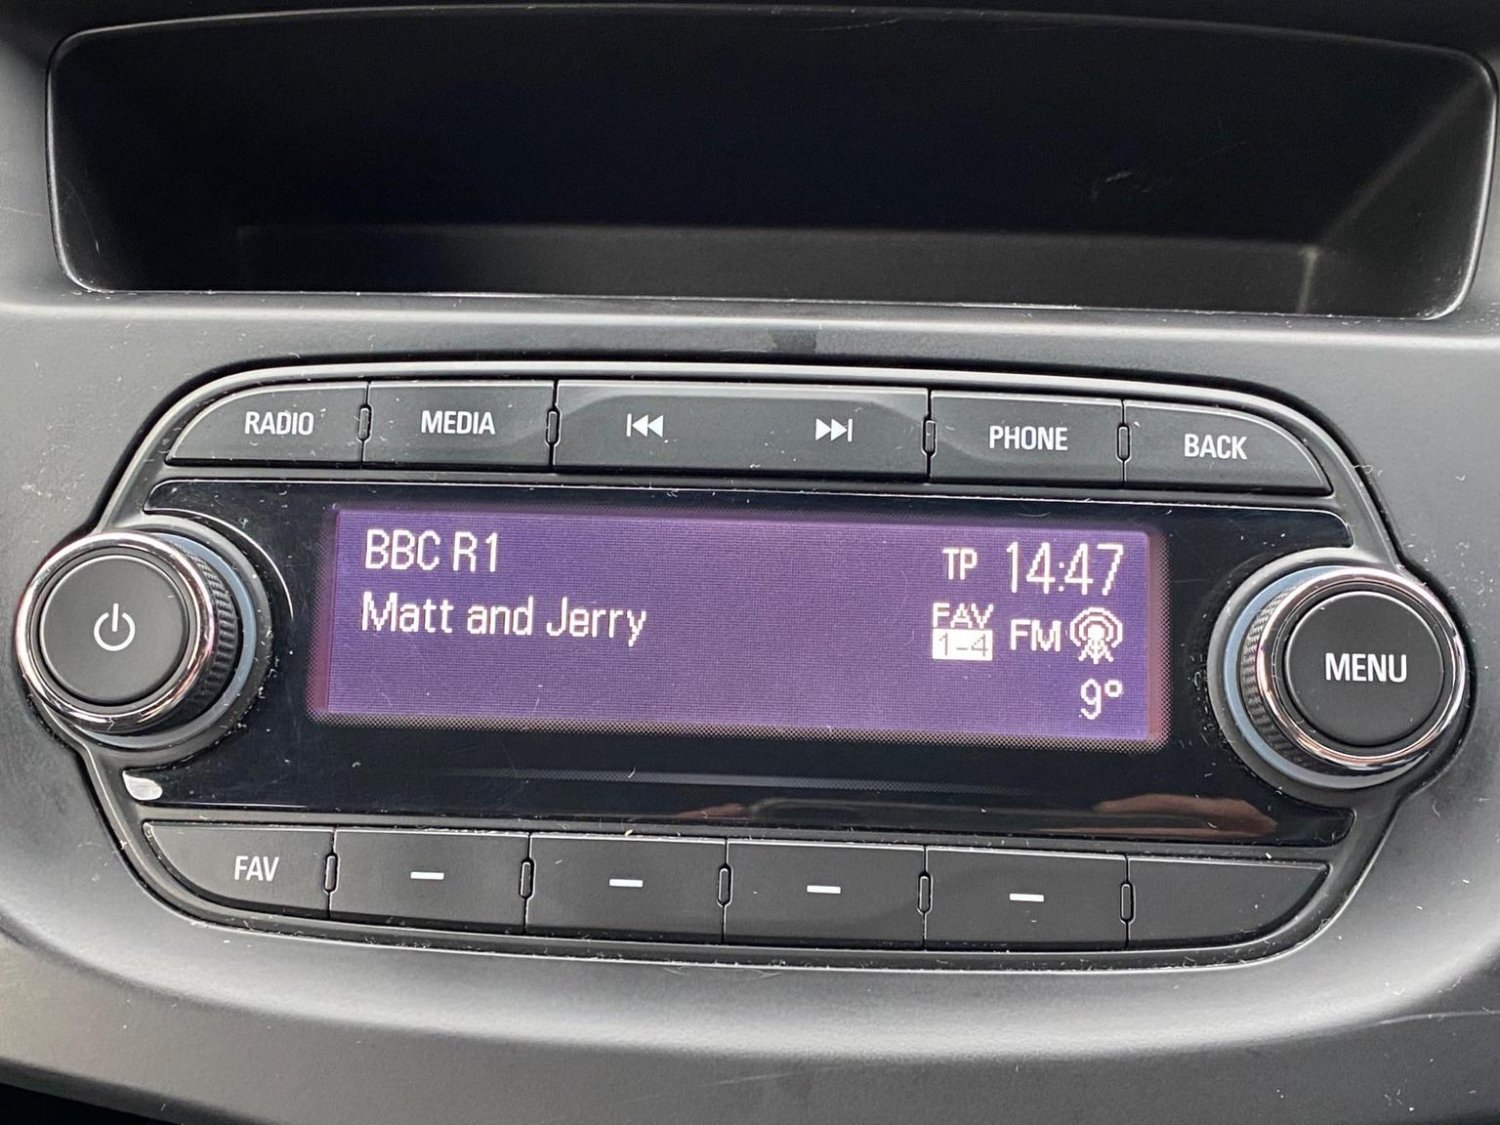 RADIO MEDIA PHONE BACK
BBC R1
TP 14:47
Matt and Jerry
FAV
1-4 FM
9°
MENU
FAV